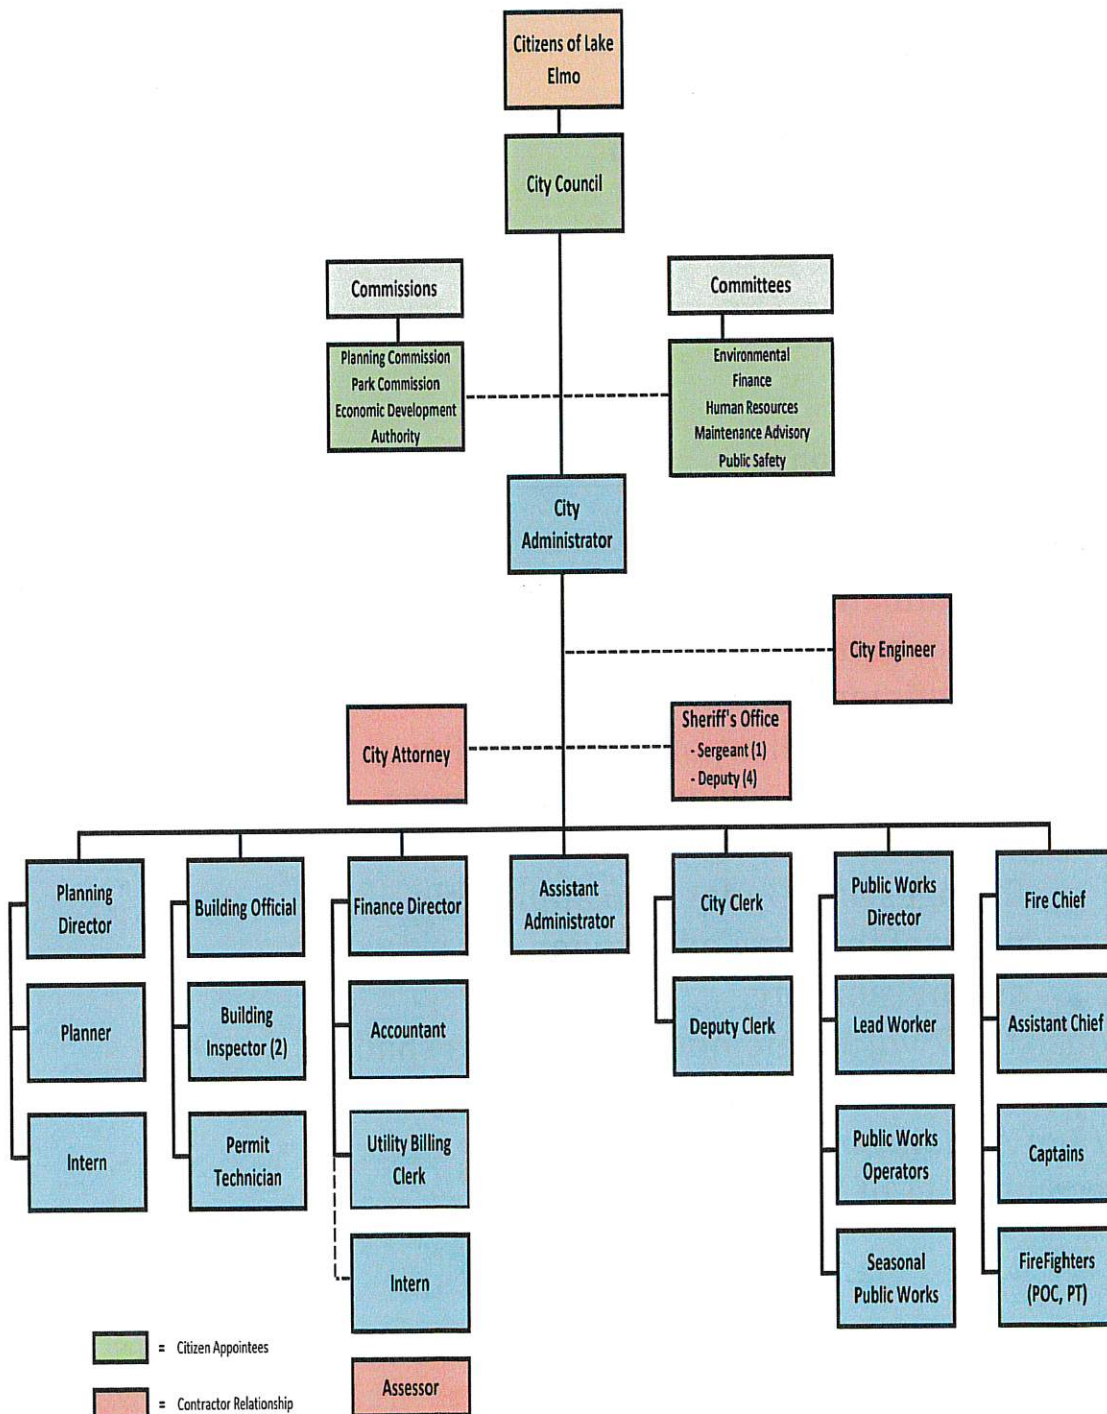 Citizens of Lake
Elmo
City Council
Commissions
Committees
Planning Commission
Park Commission
Economic Development
Authority
Environmental
Finance
Human Resources
Maintenance Advisory
Public Safety
City
Administrator
City Engineer
City Attorney
Sheriff's Office
- Sergeant (1)
- Deputy (4)
Planning
Director
Building Official
Finance Director
Assistant
Administrator
City Clerk
Public Works
Director
Fire Chief
Planner
Building
Inspector (2)
Accountant
Deputy Clerk
Lead Worker
Assistant Chief
Intern
Permit
Technician
Utility Billing
Clerk
Public Works
Operators
Captains
Intern
Seasonal
Public Works
FireFighters
(POC, PT)
= Citizen Appointees
Assessor
= Contractor Relationship